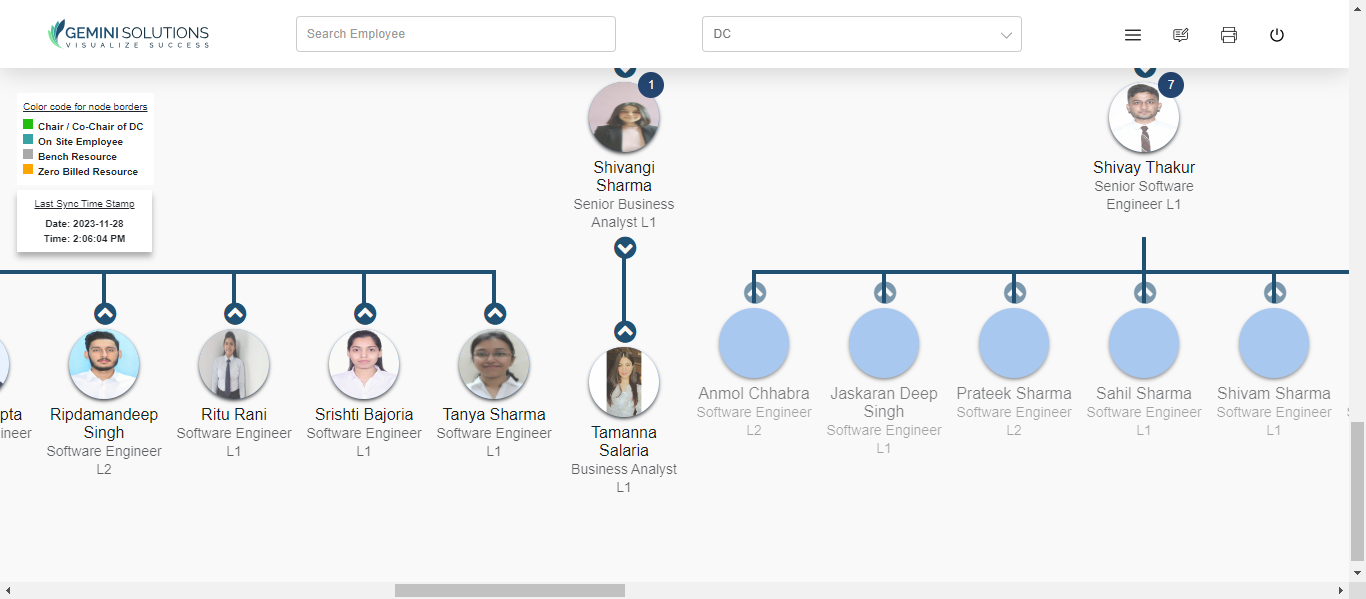 GEMINI SOLUTIONS
VISUALIZE SUCCESS
Search Employee
DC
Color code for node borders
Chair / Co-Chair of DC
On Site Employee
Bench Resource
Zero Billed Resource
Last Sync Time Stamp
Date: 2023-11-28
Time: 2:06:04 PM
1
Shivangi
Sharma
Senior Business
Analyst L1
7
Shivay Thakur
Senior Software
Engineer L1
pta
ineer
Ripdamandeep
Singh
Software Engineer
L2
Ritu Rani
Software Engineer
L1
Srishti Bajoria
Software Engineer
L1
Tanya Sharma
Software Engineer
L1
Tamanna
Salaria
Business Analyst
L1
Anmol Chhabra
Software Engineer
L2
Jaskaran Deep
Singh
Software Engineer
L1
Prateek Sharma
Software Engineer
L2
Sahil Sharma
Software Engineer
L1
Shivam Sharma
Software Engineer
L1